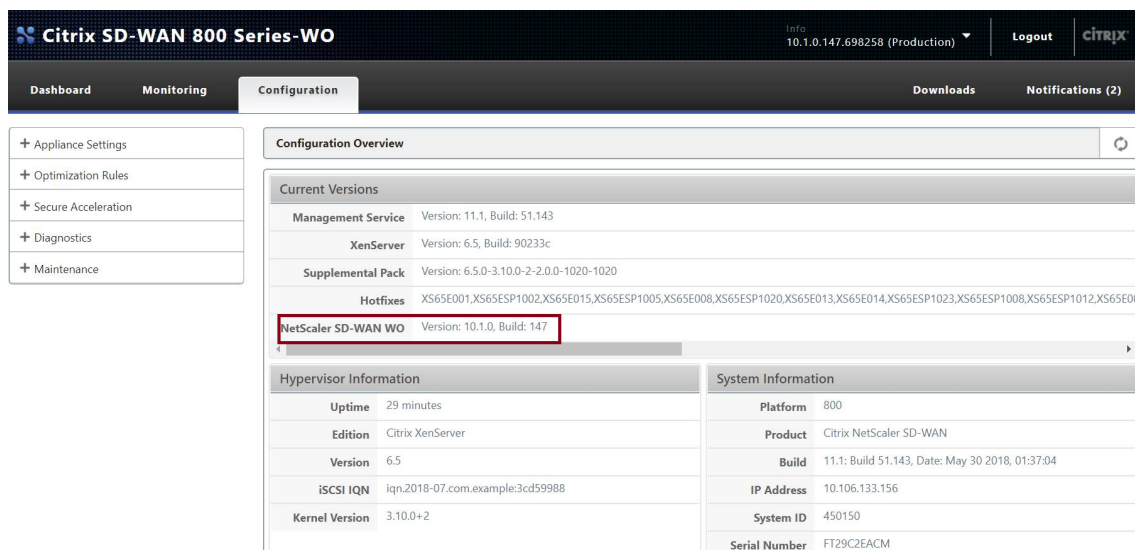 Citrix SD-WAN 800 Series-WO
Info
10.1.0.147.698258 (Production)
Logout
CİTRIX
Dashboard Monitoring Configuration Downloads Notifications (2)
+ Appliance Settings
+ Optimization Rules
+ Secure Acceleration
+ Diagnostics
+ Maintenance
Configuration Overview
Current Versions
Management Service Version: 11.1, Build: 51.143
XenServer Version: 6.5, Build: 90233c
Supplemental Pack Version: 6.5.0-3.10.0-2-2.0.0-1020-1020
Hotfixes XS65E001,XS65ESP1002,XS65E015,XS65ESP1005,XS65E008,XS65ESP1020,XS65E013,XS65E014,XS65ESP1023,XS65ESP1008,XS65ESP1012,XS65E0
NetScaler SD-WAN WO Version: 10.1.0, Build: 147
Hypervisor Information
Uptime 29 minutes
Edition Citrix XenServer
Version 6.5
iSCSI IQN iqn.2018-07.com.example:3cd59988
Kernel Version 3.10.0+2
System Information
Platform 800
Product Citrix NetScaler SD-WAN
Build 11.1: Build 51.143, Date: May 30 2018, 01:37:04
IP Address 10.106.133.156
System ID 450150
Serial Number FT29C2EACM